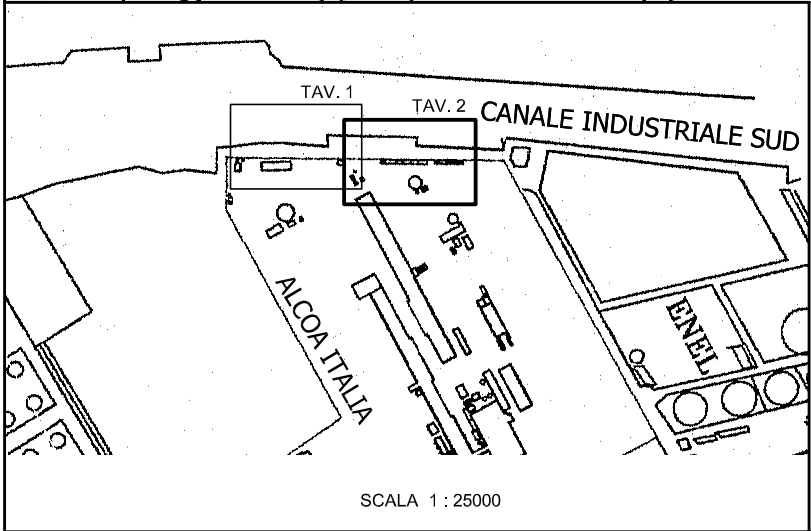 TAV. 1
TAV. 2
CANALE INDUSTRIALE SUD
ALCOA ITALIA
ENEL
SCALA 1 : 25000